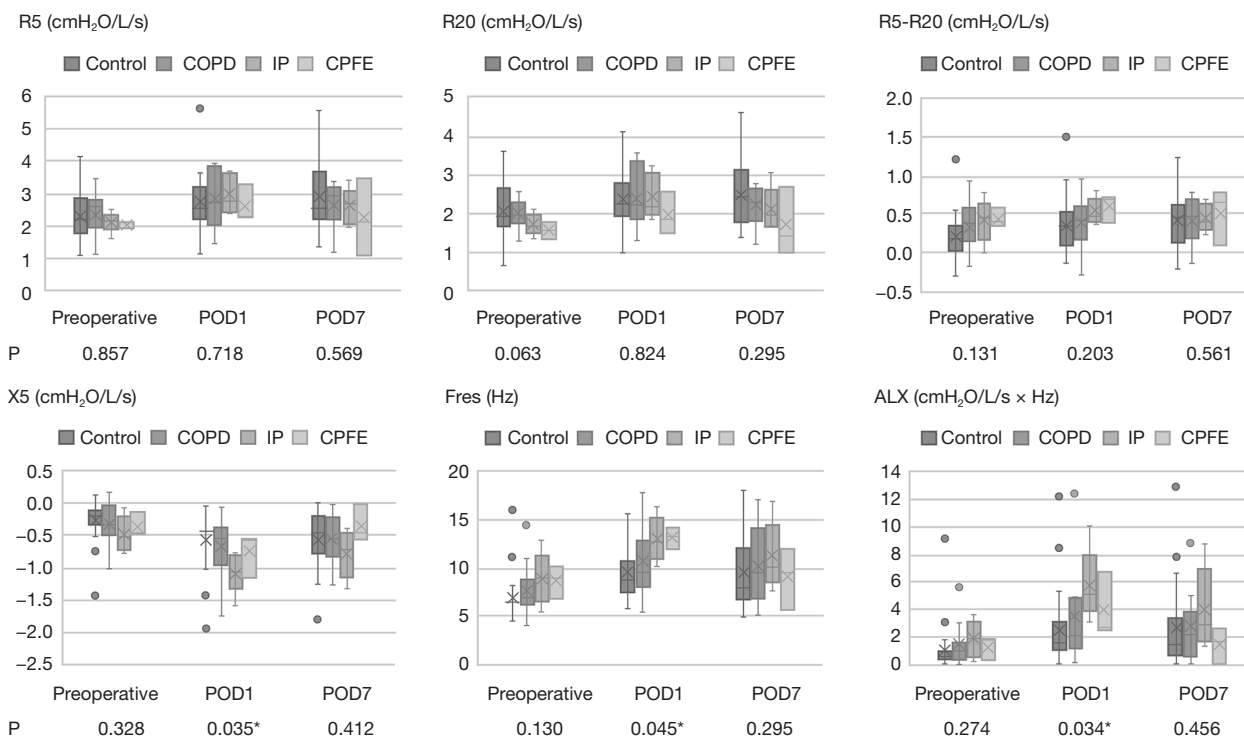 R5 (cmH₂O/L/s)
Control COPD IP CPFE
6
5
4
3
2
1
0
Preoperative POD1 POD7
P 0.857 0.718 0.569
R20 (cmH₂O/L/s)
Control COPD IP CPFE
5
4
3
2
1
0
Preoperative POD1 POD7
0.063 0.824 0.295
R5-R20 (cmH₂O/L/s)
Control COPD IP CPFE
2.0
1.5
1.0
0.5
0.0
−0.5
Preoperative POD1 POD7
0.131 0.203 0.561
X5 (cmH₂O/L/s)
Control COPD IP CPFE
0.5
0.0
−0.5
−1.0
−1.5
−2.0
−2.5
Preoperative POD1 POD7
P 0.328 0.035* 0.412
Fres (Hz)
Control COPD IP CPFE
20
15
10
5
0
Preoperative POD1 POD7
0.130 0.045* 0.295
ALX (cmH₂O/L/s × Hz)
Control COPD IP CPFE
14
12
10
8
6
4
2
0
Preoperative POD1 POD7
0.274 0.034* 0.456